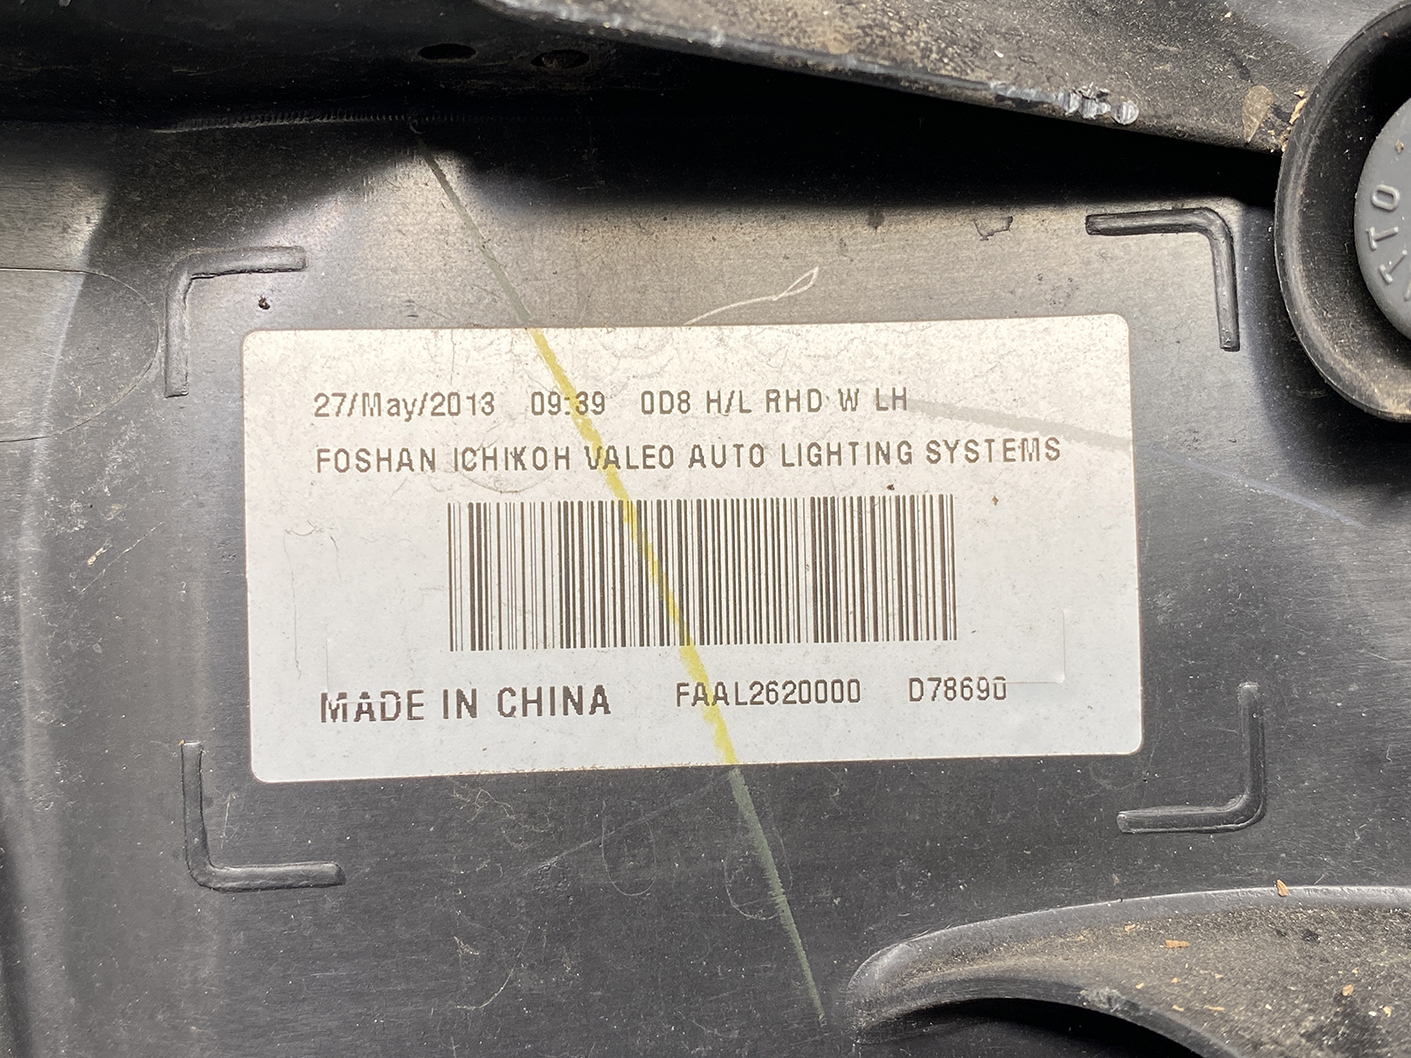 27/May/2013 09:39 0D8 H/L RHD W LH
FOSHAN ICHIKOH VALEO AUTO LIGHTING SYSTEMS
MADE IN CHINA FAAL2620000 D78690